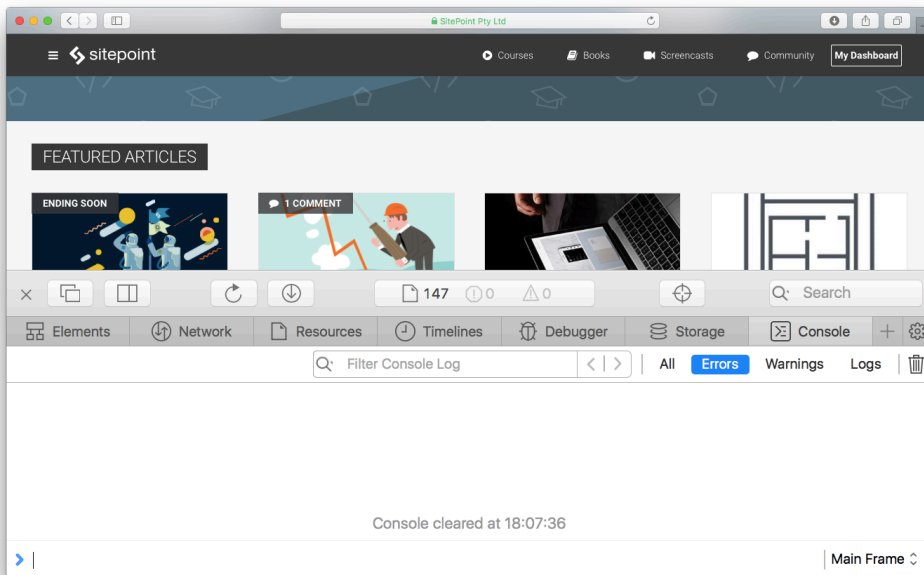 SitePoint Pty Ltd
sitepoint
Courses
Books
Screencasts
Community
My Dashboard
FEATURED ARTICLES
ENDING SOON
1 COMMENT
147
0
0
Search
Elements
Network
Resources
Timelines
Debugger
Storage
Console
Filter Console Log
All
Errors
Warnings
Logs
Console cleared at 18:07:36
Main Frame